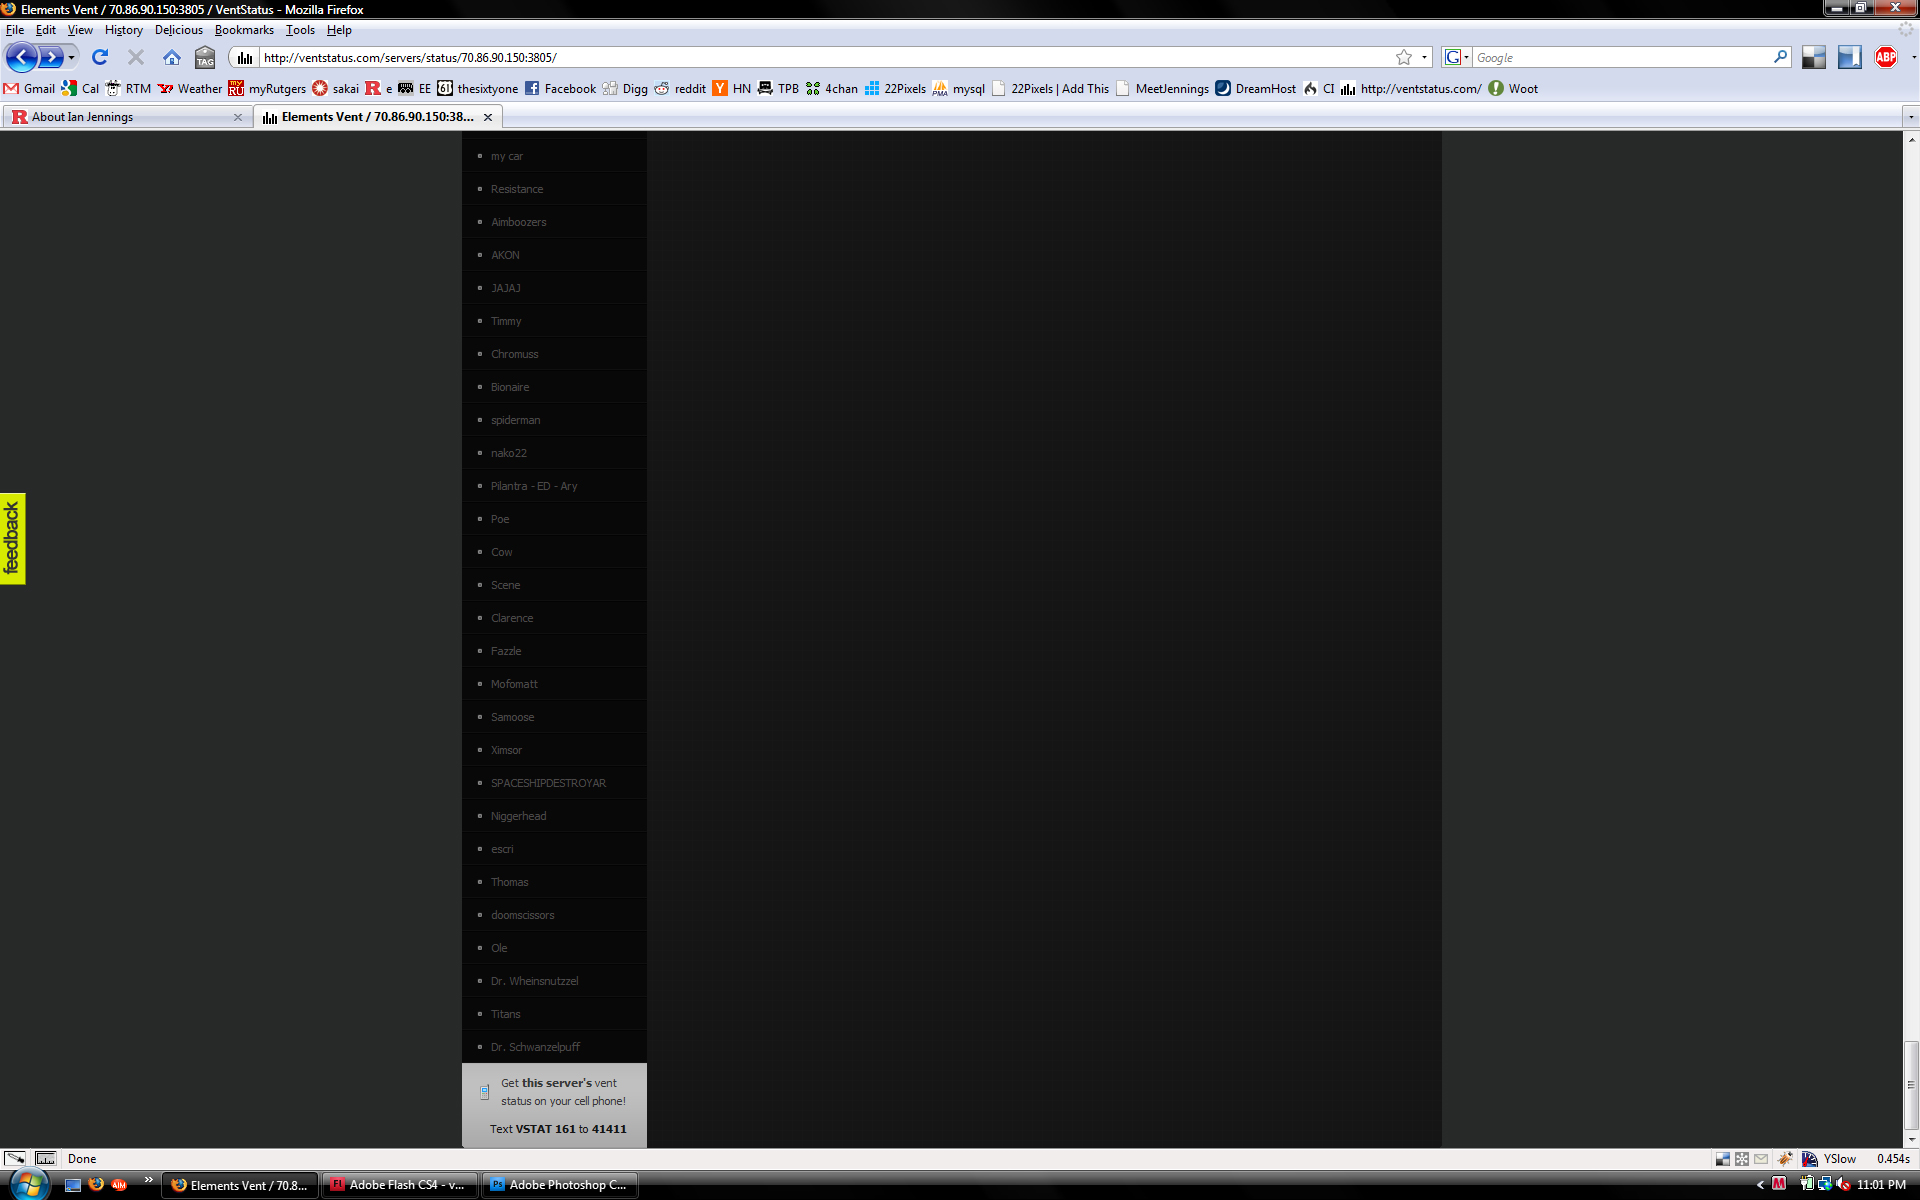 Elements Vent / 70.86.90.150:3805 / VentStatus - Mozilla Firefox
File Edit View History Delicious Bookmarks Tools Help
TAG http://ventstatus.com/servers/status/70.86.90.150:3805/ G Google ABP
Gmail Cal RTM Weather myRutgers sakai e EE thesixtyone Facebook Digg reddit HN TPB 4chan 22Pixels mysql 22Pixels | Add This MeetJennings DreamHost CI http://ventstatus.com/ Woot
About Ian Jennings Elements Vent / 70.86.90.150:38...
my car
Resistance
Aimboozers
AKON
JAJAJ
Timmy
Chromuss
Bionaire
spiderman
nako22
Pilantra - ED - Ary
feedback
Poe
Cow
Scene
Clarence
Fazzle
Mofomatt
Samoose
Ximsor
SPACESHIPDESTROYAR
Niggerhead
escri
Thomas
doomscissors
Ole
Dr. Wheinsnutzzel
Titans
Dr. Schwanzelpuff
Get this server's vent
status on your cell phone!
Text VSTAT 161 to 41411
Done YSlow 0.454s
Elements Vent / 70.8... Adobe Flash CS4 - v... Adobe Photoshop C... 11:01 PM